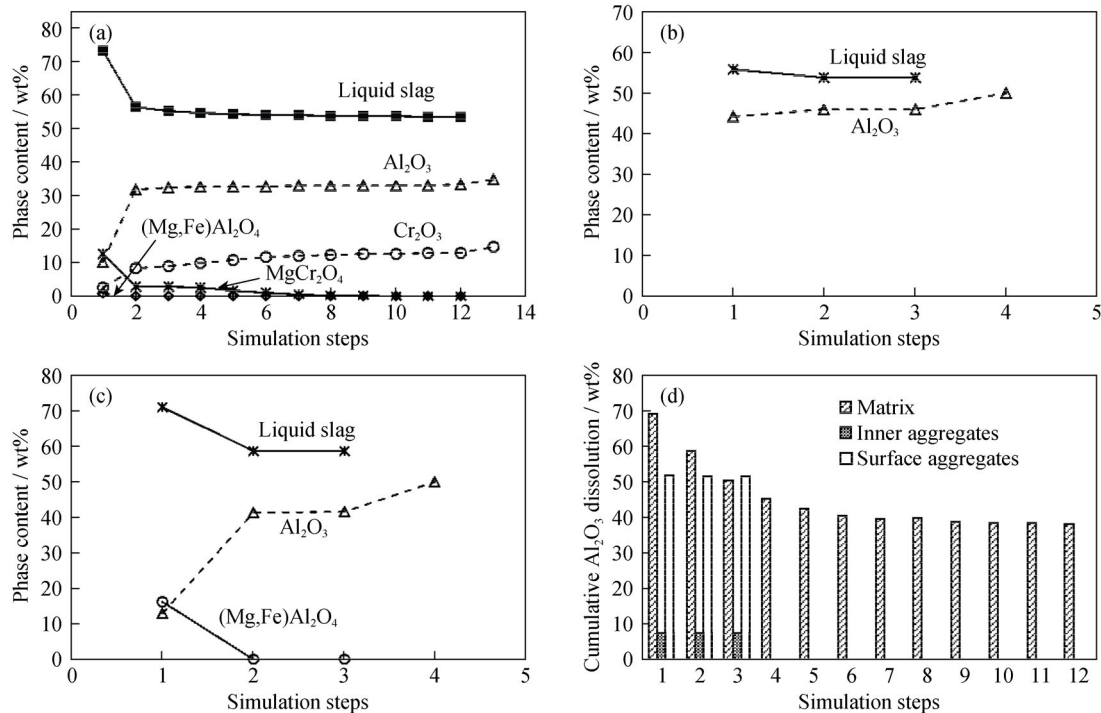 (a)
Phase content / wt%
80
70
60
50
40
30
20
10
0
Liquid slag
Al₂O₃
(Mg,Fe)Al₂O₄
Cr₂O₃
MgCr₂O₄
0 2 4 6 8 10 12 14
Simulation steps
(b)
Phase content / wt%
70
60
50
40
30
20
10
0
Liquid slag
Al₂O₃
0 1 2 3 4 5
Simulation steps
(c)
Phase content / wt%
80
70
60
50
40
30
20
10
0
Liquid slag
Al₂O₃
(Mg,Fe)Al₂O₄
0 1 2 3 4 5
Simulation steps
(d)
Cumulative Al₂O₃ dissolution / wt%
80
70
60
50
40
30
20
10
0
Matrix
Inner aggregates
Surface aggregates
1 2 3 4 5 6 7 8 9 10 11 12
Simulation steps